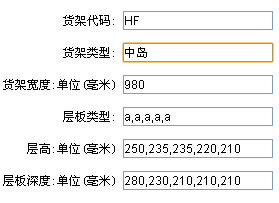 货架代码: HF
货架类型: 中岛
货架宽度:单位(毫米) 980
层板类型: a,a,a,a,a
层高:单位(毫米) 250,235,235,220,210
层板深度:单位(毫米) 280,230,210,210,210